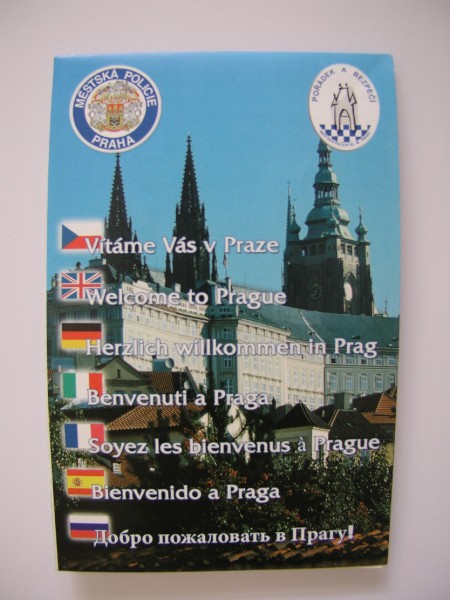 MĚSTSKÁ POLICIE
PRAHA
POŘÁDEK A BEZPEČÍ
Vítáme Vás v Praze
Welcome to Prague
Herzlich willkommen in Prag
Benvenuti a Praga
Soyez les bienvenus à Prague
Bienvenido a Praga
Добро пожаловать в Прагу!